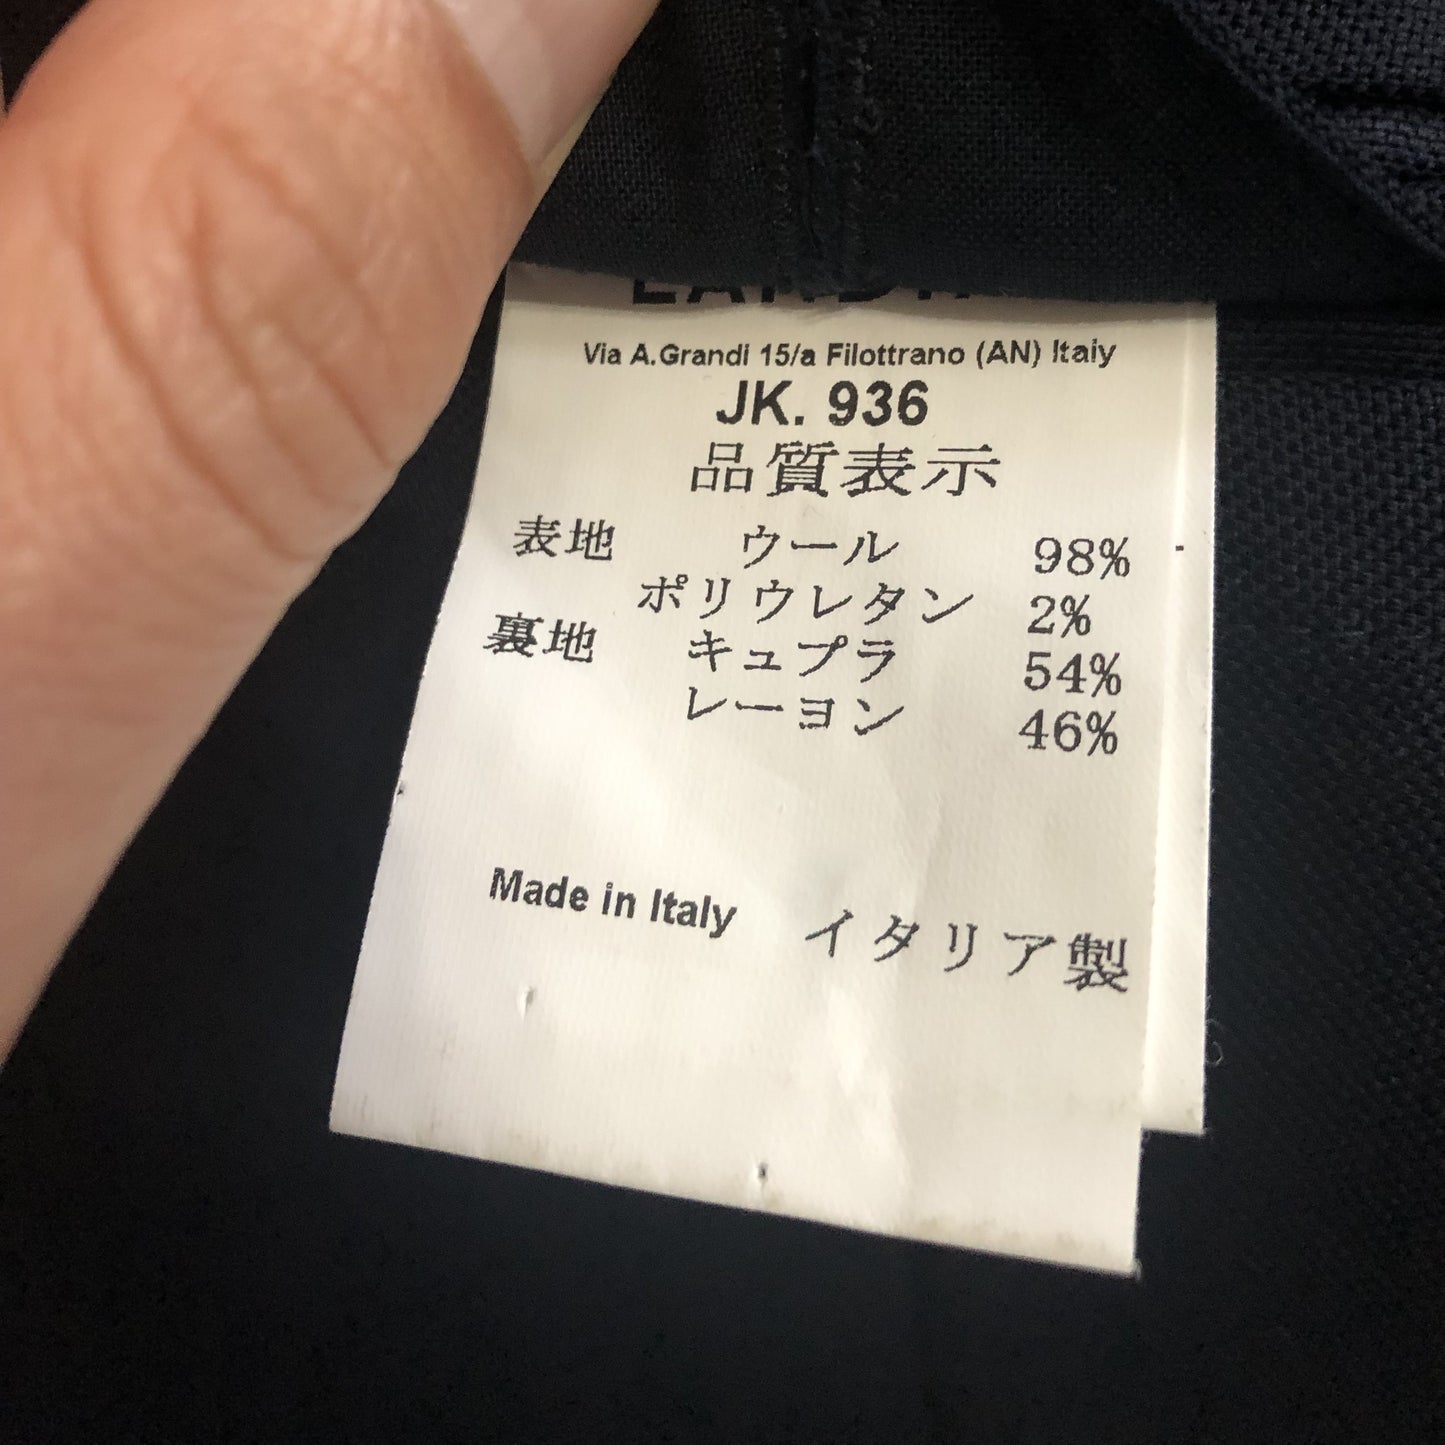 Via A.Grandi 15/a Filottrano (AN) Italy
JK. 936
品質表示
表地 ウール 98%
ポリウレタン 2%
裏地 キュプラ 54%
レーヨン 46%
Made in Italy イタリア製